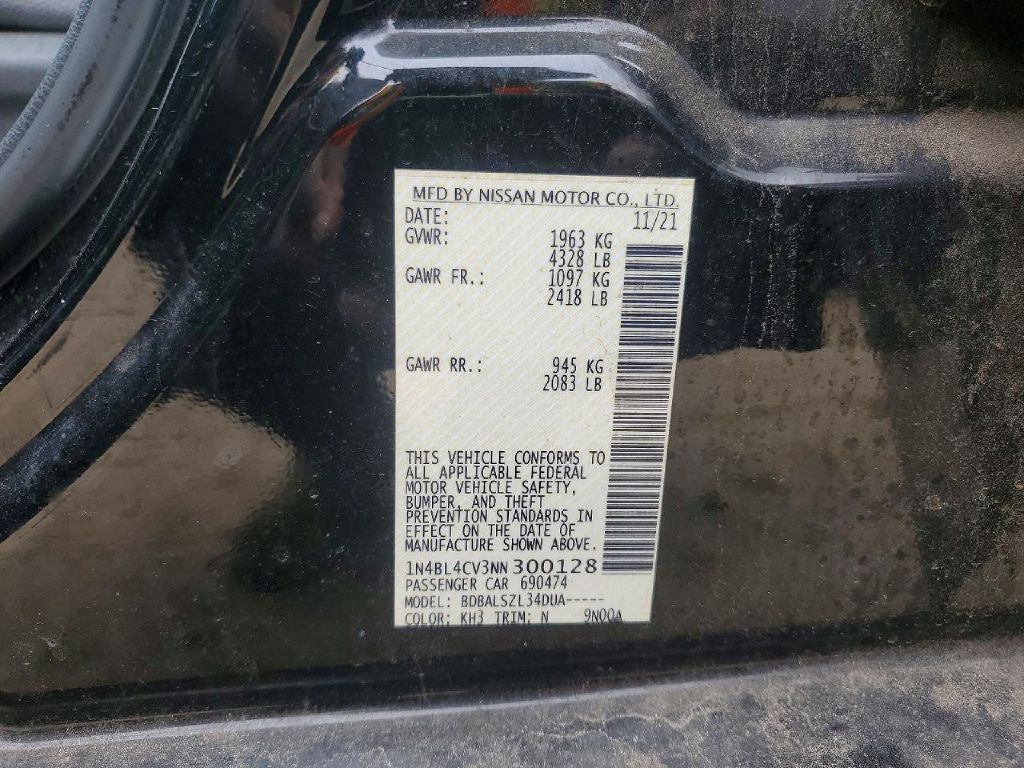 MFD BY NISSAN MOTOR CO., LTD.
DATE: 11/21
GVWR: 1963 KG
4328 LB
GAWR FR.: 1097 KG
2418 LB
GAWR RR.: 945 KG
2083 LB
THIS VEHICLE CONFORMS TO
ALL APPLICABLE FEDERAL
MOTOR VEHICLE SAFETY,
BUMPER, AND THEFT
PREVENTION STANDARDS IN
EFFECT ON THE DATE OF
MANUFACTURE SHOWN ABOVE.
1N4BL4CV3NN300128
PASSENGER CAR 690474
MODEL: BDBALSZL34DUA-----
COLOR: KH3 TRIM: N 9N00A